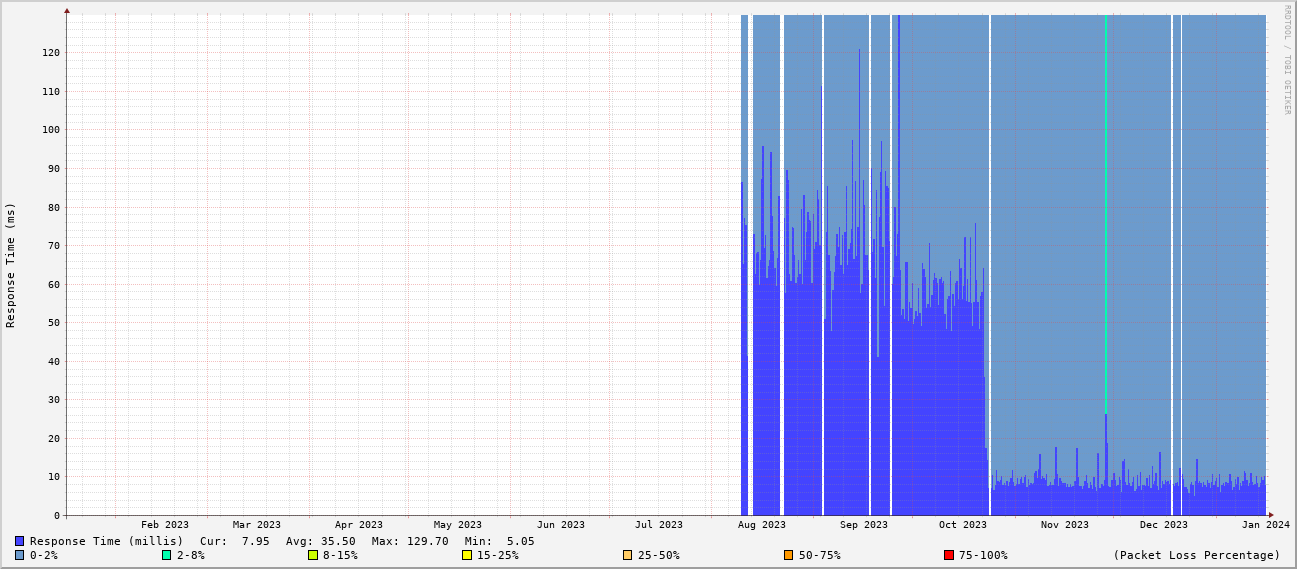 RRDTOOL / TOBI OETIKER
Response Time (ms)
120
110
100
90
80
70
60
50
40
30
20
10
0
Feb 2023 Mar 2023 Apr 2023 May 2023 Jun 2023 Jul 2023 Aug 2023 Sep 2023 Oct 2023 Nov 2023 Dec 2023 Jan 2024
Response Time (millis) Cur: 7.95 Avg: 35.50 Max: 129.70 Min: 5.05
0-2% 2-8% 8-15% 15-25% 25-50% 50-75% 75-100% (Packet Loss Percentage)